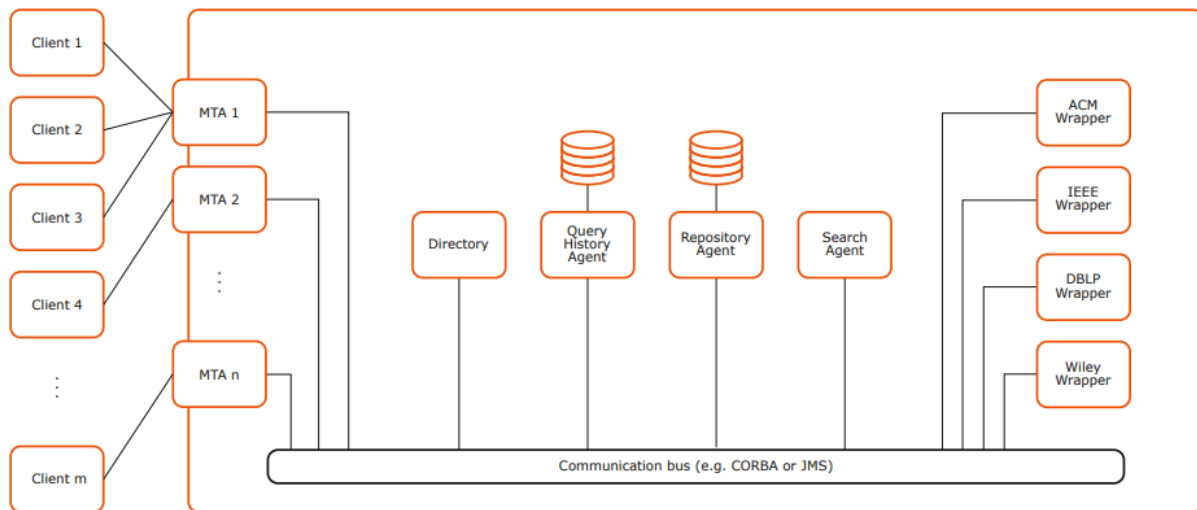 Client 1
Client 2
Client 3
Client 4
Client m
MTA 1
MTA 2
MTA n
Directory
Query
History
Agent
Repository
Agent
Search
Agent
ACM
Wrapper
IEEE
Wrapper
DBLP
Wrapper
Wiley
Wrapper
Communication bus (e.g. CORBA or JMS)